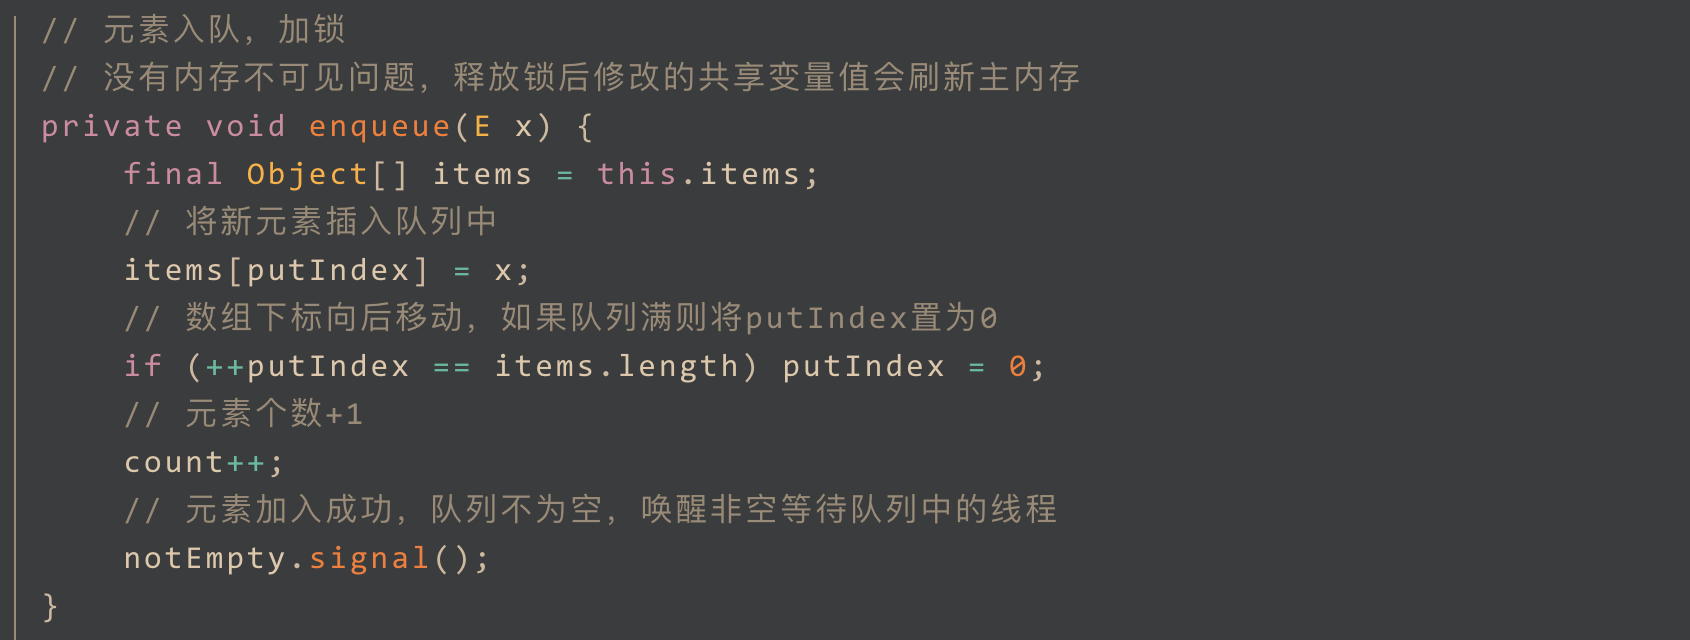 // 元素入队，加锁
// 没有内存不可见问题，释放锁后修改的共享变量值会刷新主内存
private void enqueue(E x) {
    final Object[] items = this.items;
    // 将新元素插入队列中
    items[putIndex] = x;
    // 数组下标向后移动，如果队列满则将putIndex置为0
    if (++putIndex == items.length) putIndex = 0;
    // 元素个数+1
    count++;
    // 元素加入成功，队列不为空，唤醒非空等待队列中的线程
    notEmpty.signal();
}